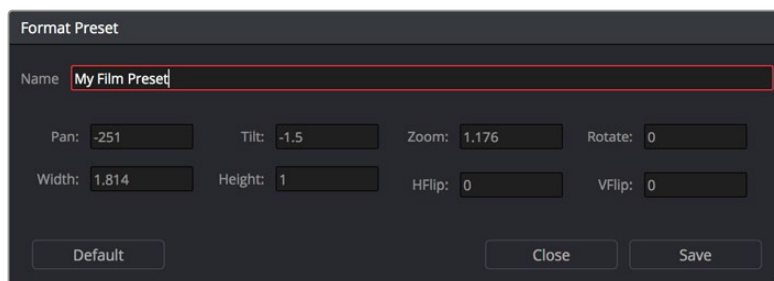 Format Preset
Name My Film Preset
Pan: -251 Tilt: -1.5 Zoom: 1.176 Rotate: 0
Width: 1.814 Height: 1 HFlip: 0 VFlip: 0
Default Close Save